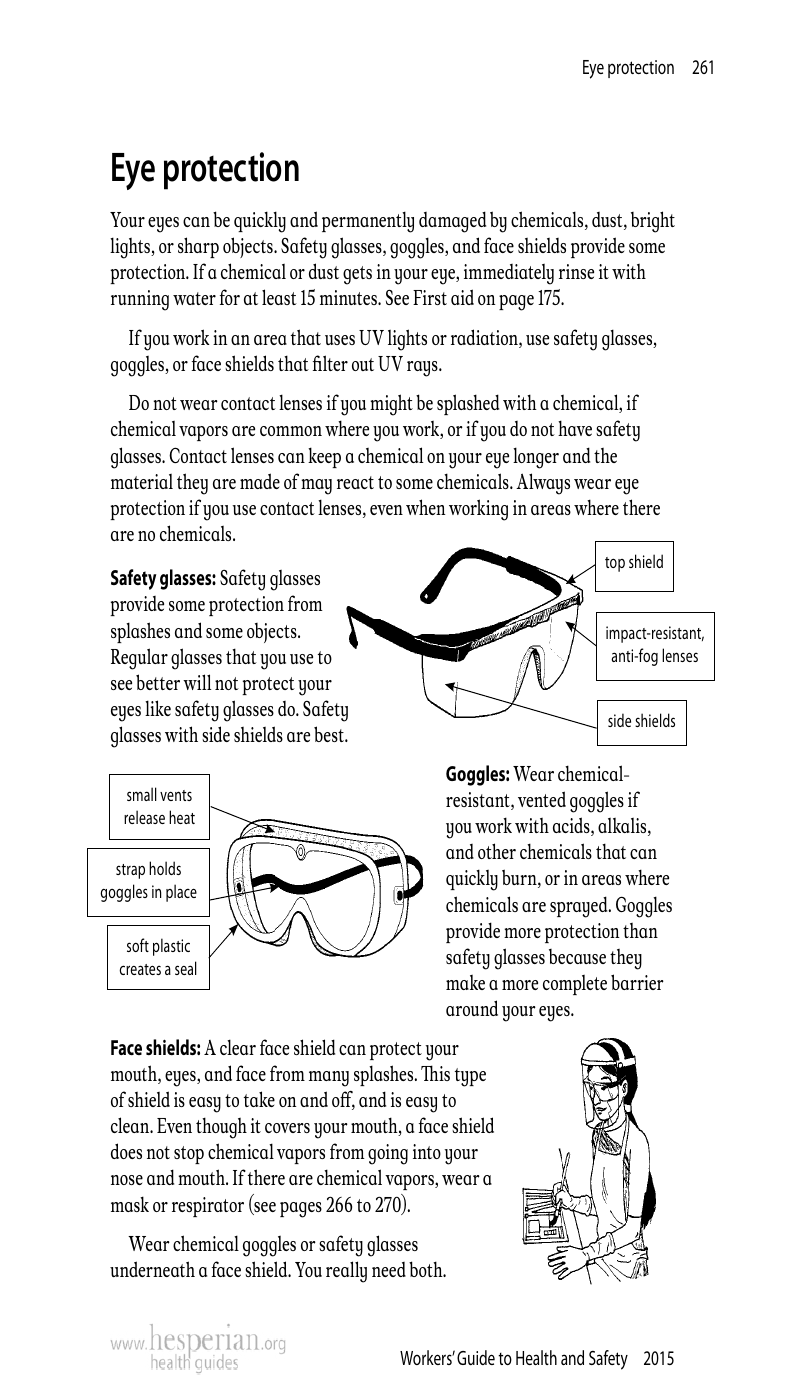 Eye protection 261
Eye protection
Your eyes can be quickly and permanently damaged by chemicals, dust, bright
lights, or sharp objects. Safety glasses, goggles, and face shields provide some
protection. If a chemical or dust gets in your eye, immediately rinse it with
running water for at least 15 minutes. See First aid on page 175.
If you work in an area that uses UV lights or radiation, use safety glasses,
goggles, or face shields that filter out UV rays.
Do not wear contact lenses if you might be splashed with a chemical, if
chemical vapors are common where you work, or if you do not have safety
glasses. Contact lenses can keep a chemical on your eye longer and the
material they are made of may react to some chemicals. Always wear eye
protection if you use contact lenses, even when working in areas where there
are no chemicals.
Safety glasses: Safety glasses
provide some protection from
splashes and some objects.
Regular glasses that you use to
see better will not protect your
eyes like safety glasses do. Safety
glasses with side shields are best.
top shield
impact-resistant,
anti-fog lenses
side shields
small vents
release heat
strap holds
goggles in place
soft plastic
creates a seal
Goggles: Wear chemical-
resistant, vented goggles if
you work with acids, alkalis,
and other chemicals that can
quickly burn, or in areas where
chemicals are sprayed. Goggles
provide more protection than
safety glasses because they
make a more complete barrier
around your eyes.
Face shields: A clear face shield can protect your
mouth, eyes, and face from many splashes. This type
of shield is easy to take on and off, and is easy to
clean. Even though it covers your mouth, a face shield
does not stop chemical vapors from going into your
nose and mouth. If there are chemical vapors, wear a
mask or respirator (see pages 266 to 270).
Wear chemical goggles or safety glasses
underneath a face shield. You really need both.
www.hesperian.org
health guides
Workers' Guide to Health and Safety 2015